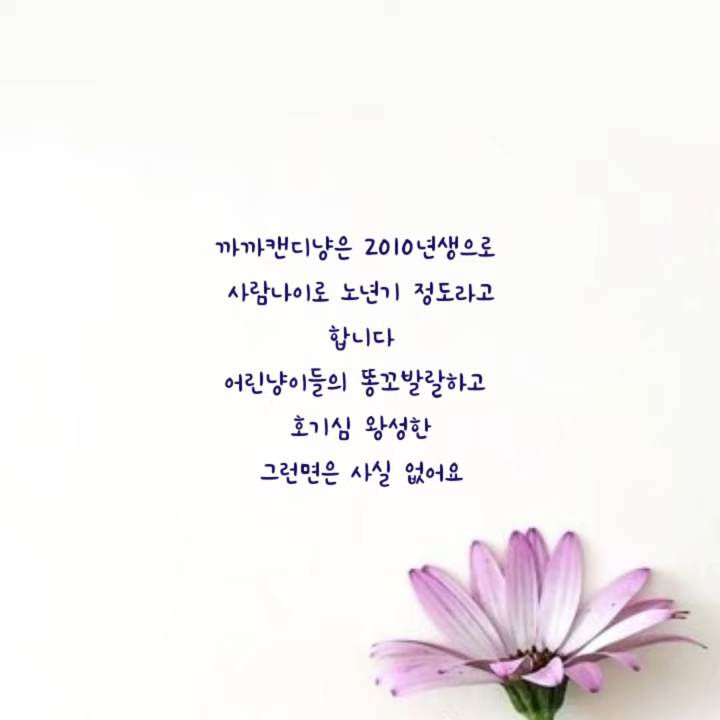 까까캔디냥은 2010년생으로
사람나이로 노년기 정도라고
합니다
어린냥이들의 똥꼬발랄하고
호기심 왕성한
그런면은 사실 없어요